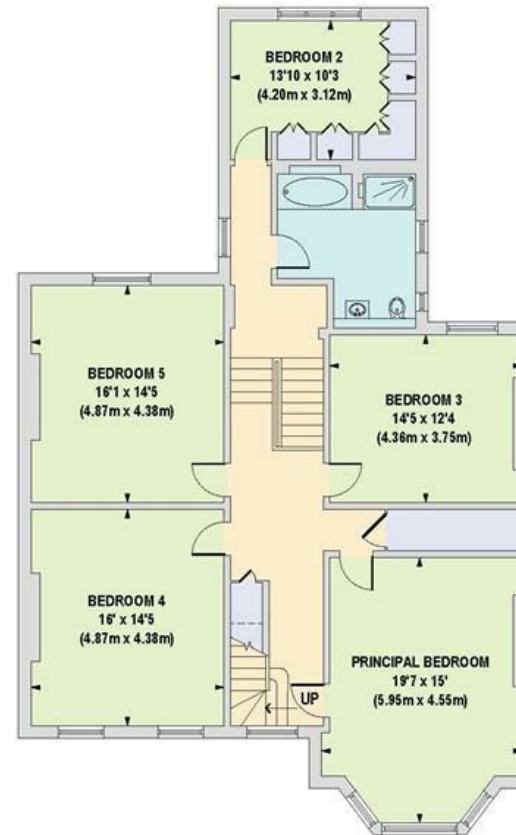 BEDROOM 2
13'10 x 10'3
(4.20m x 3.12m)
BEDROOM 5
16'1 x 14'5
(4.87m x 4.38m)
BEDROOM 3
14'5 x 12'4
(4.36m x 3.75m)
BEDROOM 4
16' x 14'5
(4.87m x 4.38m)
PRINCIPAL BEDROOM
19'7 x 15'
(5.95m x 4.55m)
UP